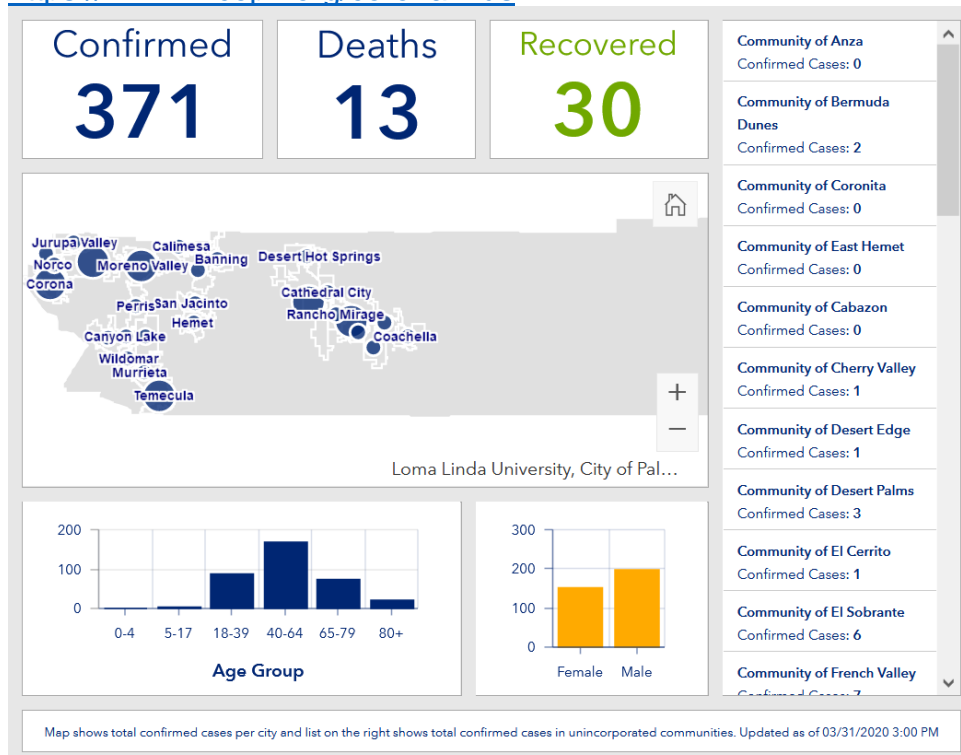 Confirmed
371
Deaths
13
Recovered
30
Jurupa Valley
Calimesa
Norco
Moreno Valley
Banning
Desert Hot Springs
Corona
Cathedral City
Perris
San Jacinto
Rancho Mirage
Hemet
Canyon Lake
Coachella
Wildomar
Murrieta
Temecula
+
−
Loma Linda University, City of Pal...
200
100
0
0-4 5-17 18-39 40-64 65-79 80+
Age Group
300
200
100
0
Female Male
Community of Anza
Confirmed Cases: 0
Community of Bermuda
Dunes
Confirmed Cases: 2
Community of Coronita
Confirmed Cases: 0
Community of East Hemet
Confirmed Cases: 0
Community of Cabazon
Confirmed Cases: 0
Community of Cherry Valley
Confirmed Cases: 1
Community of Desert Edge
Confirmed Cases: 1
Community of Desert Palms
Confirmed Cases: 3
Community of El Cerrito
Confirmed Cases: 1
Community of El Sobrante
Confirmed Cases: 6
Community of French Valley
Map shows total confirmed cases per city and list on the right shows total confirmed cases in unincorporated communities. Updated as of 03/31/2020 3:00 PM